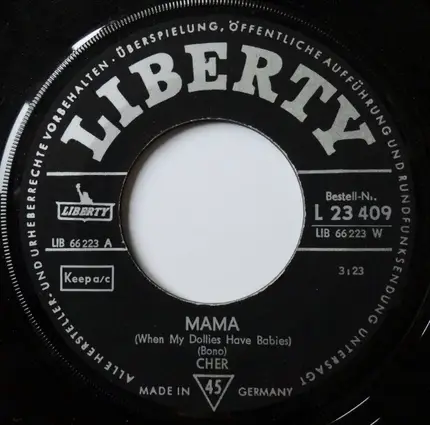 ALLE HERSTELLER- UND URHEBERRECHTE VORBEHALTEN · ÜBERSPIELUNG, ÖFFENTLICHE AUFFÜHRUNG UND RUNDFUNKSENDUNG UNTERSAGT
LIBERTY
LIBERTY
LIB 66 223 A
Bestell-Nr.
L 23 409
LIB 66 223 W
Keep a/c
3:23
MAMA
(When My Dollies Have Babies)
(Bono)
CHER
MADE IN 45 GERMANY